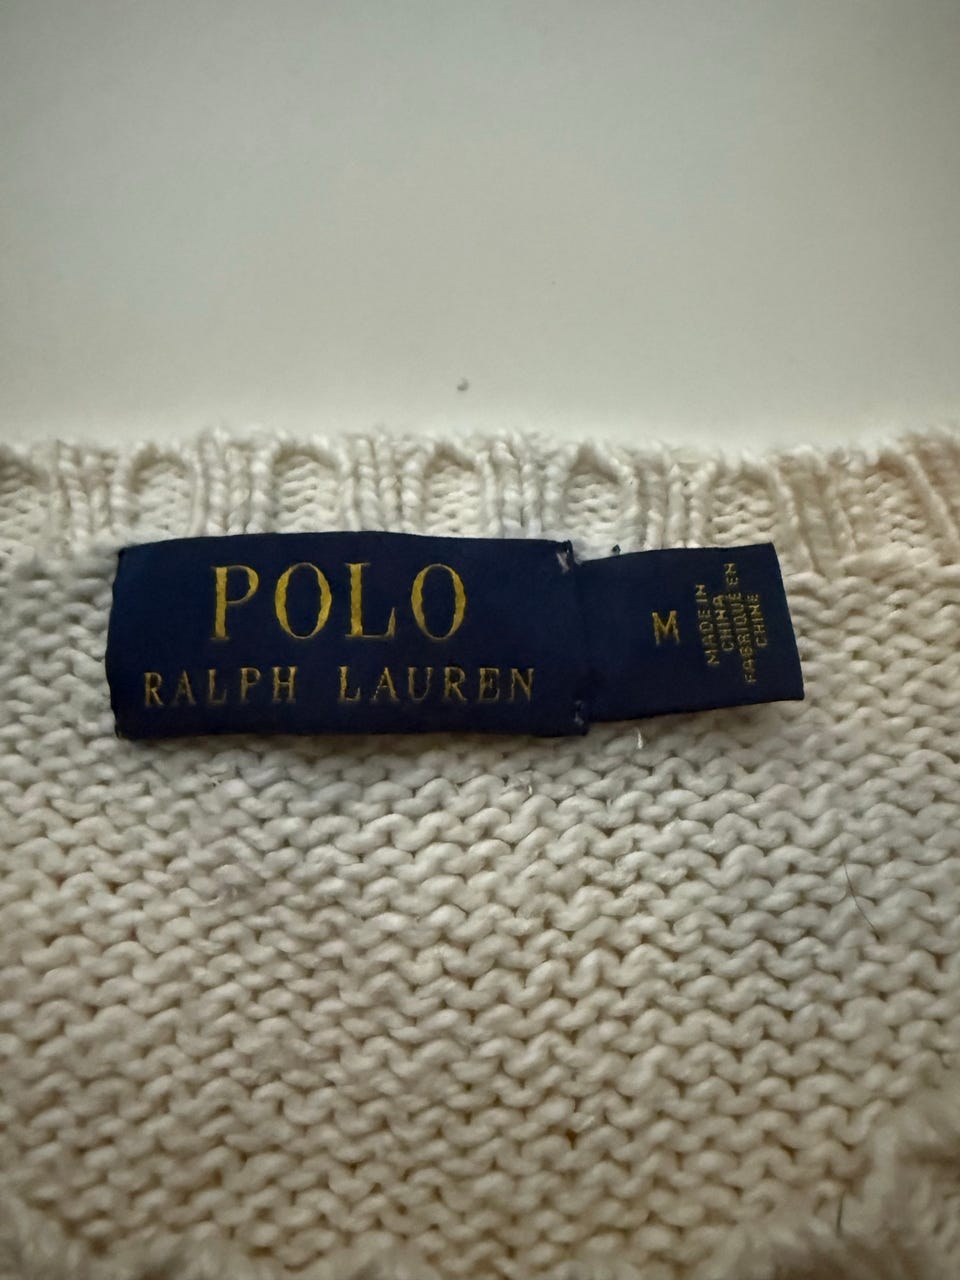 POLO
RALPH LAUREN
M
MADE IN
CHINA
FABRIQUÉ EN
CHINE